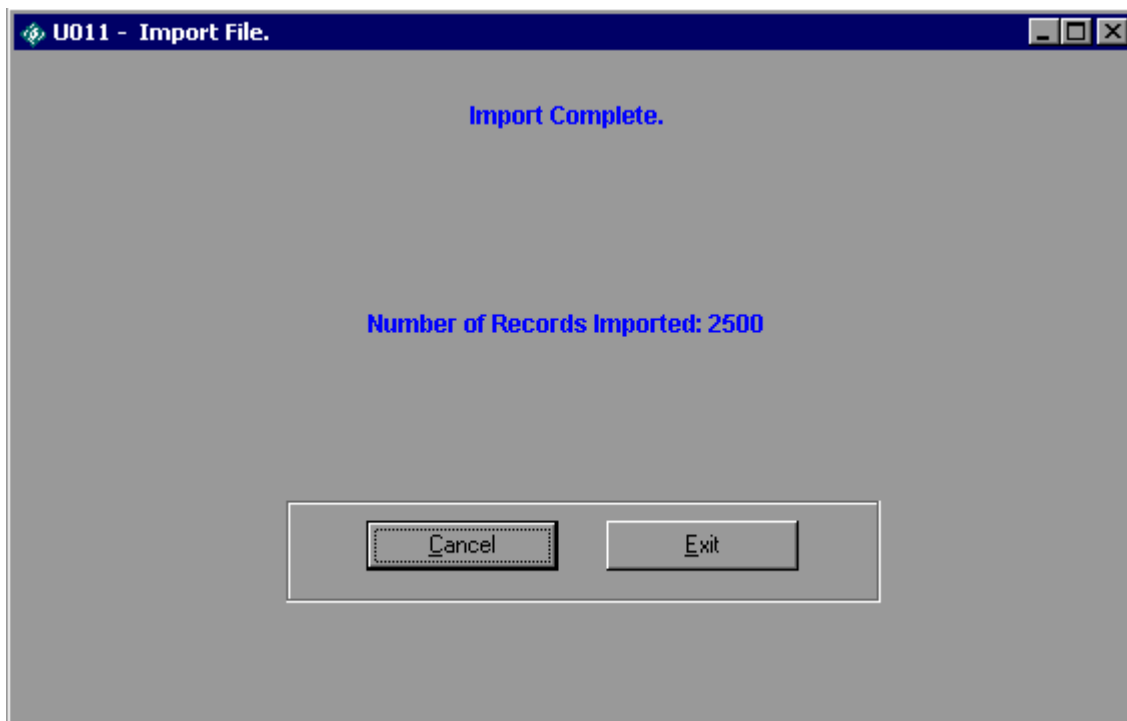 U011 - Import File.
Import Complete.
Number of Records Imported: 2500
Cancel Exit